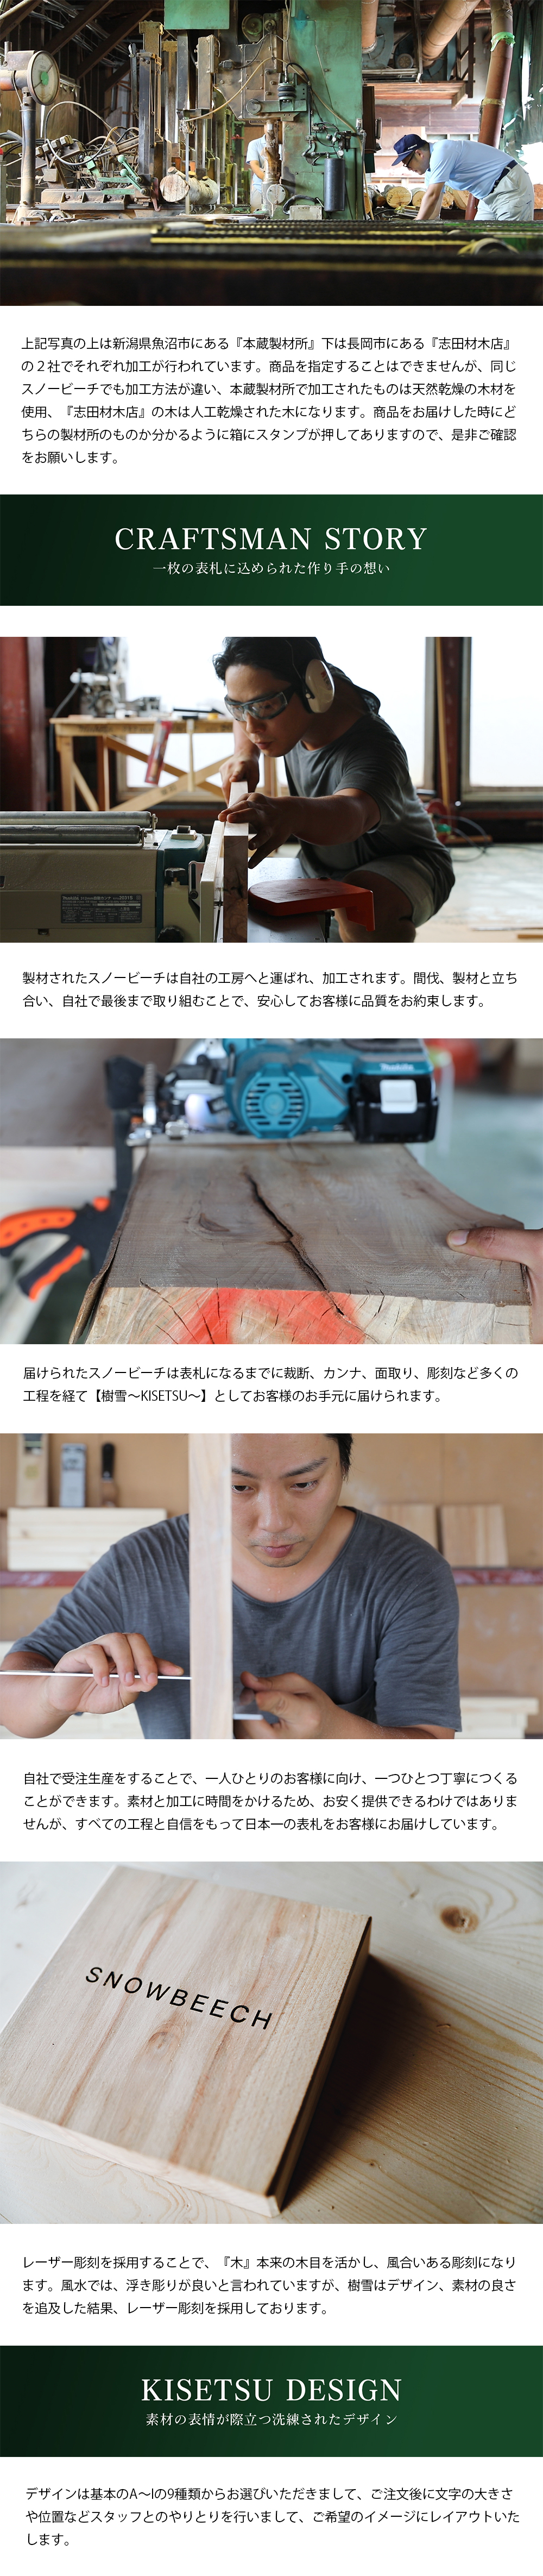 上記写真の上は新潟県魚沼市にある『本蔵製材所』下は長岡市にある『志田材木店』
の２社でそれぞれ加工が行われています。商品を指定することはできませんが、同じ
スノービーチでも加工方法が違い、本蔵製材所で加工されたものは天然乾燥の木材を
使用、『志田材木店』の木は人工乾燥された木になります。商品をお届けした時にど
ちらの製材所のものか分かるように箱にスタンプが押してありますので、是非ご確認
をお願いします。
CRAFTSMAN STORY
一枚の表札に込められた作り手の想い
製材されたスノービーチは自社の工房へと運ばれ、加工されます。間伐、製材と立ち
合い、自社で最後まで取り組むことで、安心してお客様に品質をお約束します。
makita
届けられたスノービーチは表札になるまでに裁断、カンナ、面取り、彫刻など多くの
工程を経て【樹雪～KISETSU～】としてお客様のお手元に届けられます。
自社で受注生産をすることで、一人ひとりのお客様に向け、一つひとつ丁寧につくる
ことができます。素材と加工に時間をかけるため、お安く提供できるわけではありま
せんが、すべての工程と自信をもって日本一の表札をお客様にお届けしています。
SNOWBEECH
レーザー彫刻を採用することで、『木』本来の木目を活かし、風合いある彫刻になり
ます。風水では、浮き彫りが良いと言われていますが、樹雪はデザイン、素材の良さ
を追及した結果、レーザー彫刻を採用しております。
KISETSU DESIGN
素材の表情が際立つ洗練されたデザイン
デザインは基本のA～Iの9種類からお選びいただきまして、ご注文後に文字の大きさ
や位置などスタッフとのやりとりを行いまして、ご希望のイメージにレイアウトいた
します。